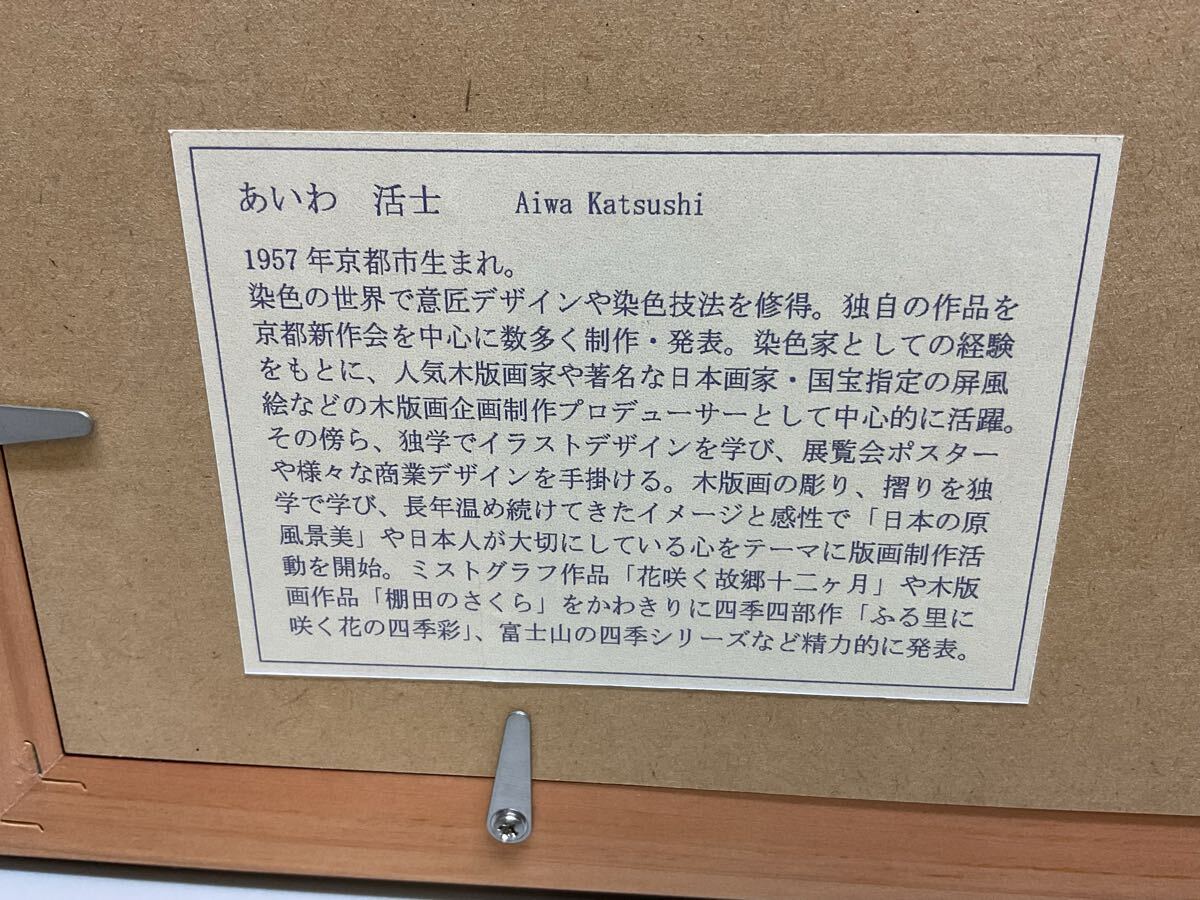 あいわ　活士　　Aiwa Katsushi
1957年京都市生まれ。
染色の世界で意匠デザインや染色技法を修得。独自の作品を
京都新作会を中心に数多く制作・発表。染色家としての経験
をもとに、人気木版画家や著名な日本画家・国宝指定の屏風
絵などの木版画企画制作プロデューサーとして中心的に活躍。
その傍ら、独学でイラストデザインを学び、展覧会ポスター
や様々な商業デザインを手掛ける。木版画の彫り、摺りを独
学で学び、長年温め続けてきたイメージと感性で「日本の原
風景美」や日本人が大切にしている心をテーマに版画制作活
動を開始。ミストグラフ作品「花咲く故郷十二ヶ月」や木版
画作品「棚田のさくら」をかわきりに四季四部作「ふる里に
咲く花の四季彩」、富士山の四季シリーズなど精力的に発表。